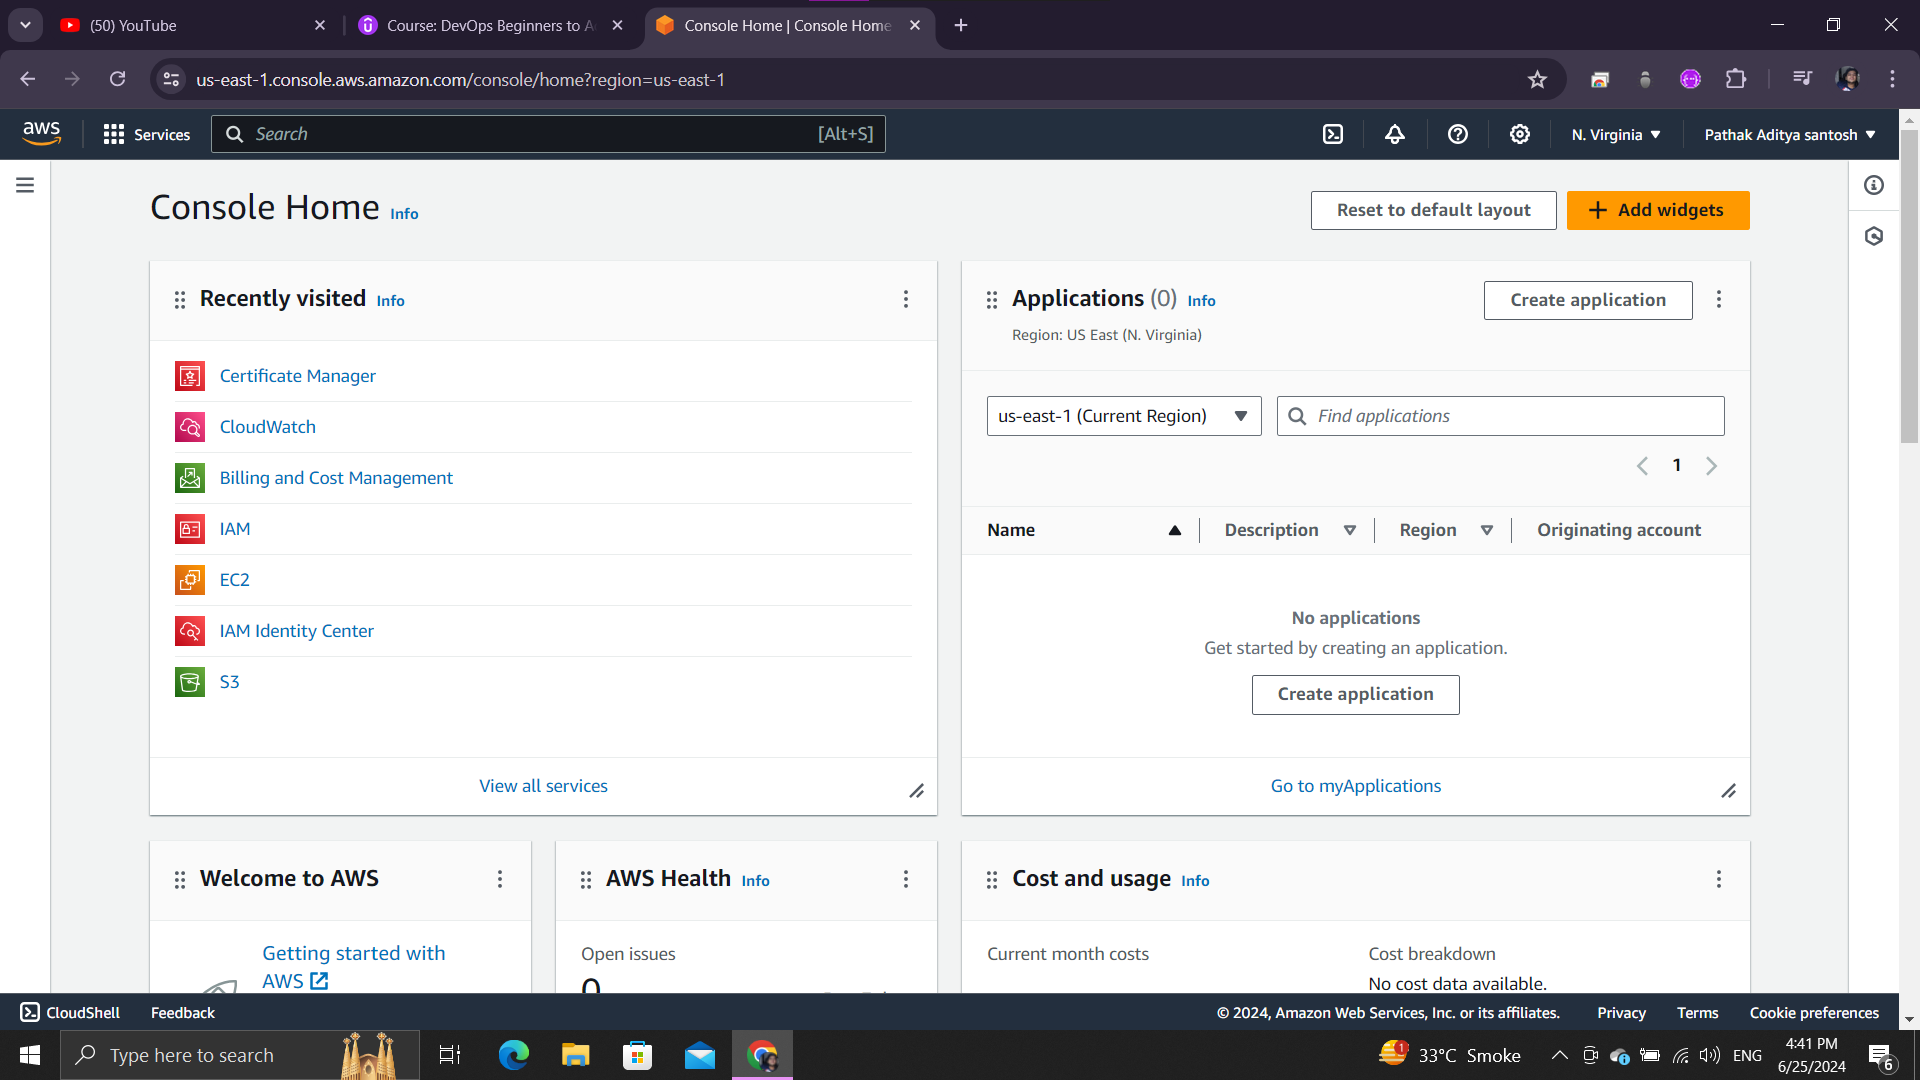 (50) YouTube
Course: DevOps Beginners to A
Console Home | Console Home
us-east-1.console.aws.amazon.com/console/home?region=us-east-1
aws
Services
Search
[Alt+S]
N. Virginia
Pathak Aditya santosh
Console Home Info
Reset to default layout
Add widgets
Recently visited Info
Certificate Manager
CloudWatch
Billing and Cost Management
IAM
EC2
IAM Identity Center
S3
View all services
Applications (0) Info
Create application
Region: US East (N. Virginia)
us-east-1 (Current Region)
Find applications
1
Name
Description
Region
Originating account
No applications
Get started by creating an application.
Create application
Go to myApplications
Welcome to AWS
Getting started with
AWS
AWS Health Info
Open issues
0
Cost and usage Info
Current month costs
Cost breakdown
No cost data available.
CloudShell
Feedback
© 2024, Amazon Web Services, Inc. or its affiliates.
Privacy
Terms
Cookie preferences
Type here to search
1
33°C Smoke
ENG
4:41 PM
6/25/2024
6